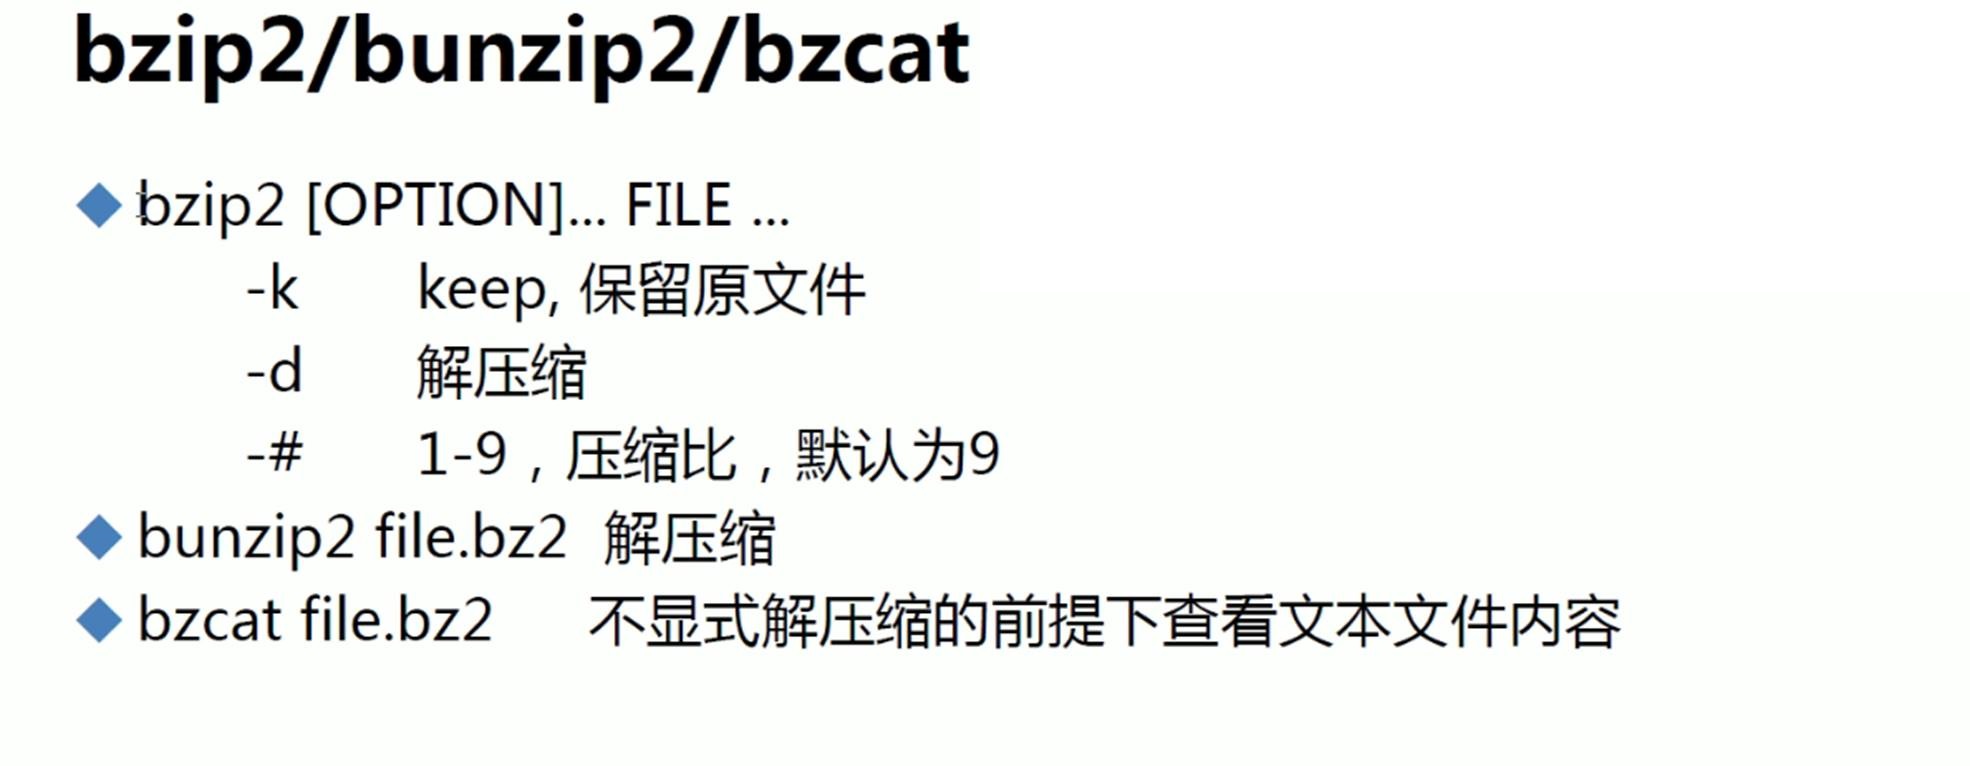 bzip2/bunzip2/bzcat
bzip2 [OPTION]... FILE ...
-k keep, 保留原文件
-d 解压缩
-# 1-9，压缩比，默认为9
bunzip2 file.bz2 解压缩
bzcat file.bz2 不显式解压缩的前提下查看文本文件内容